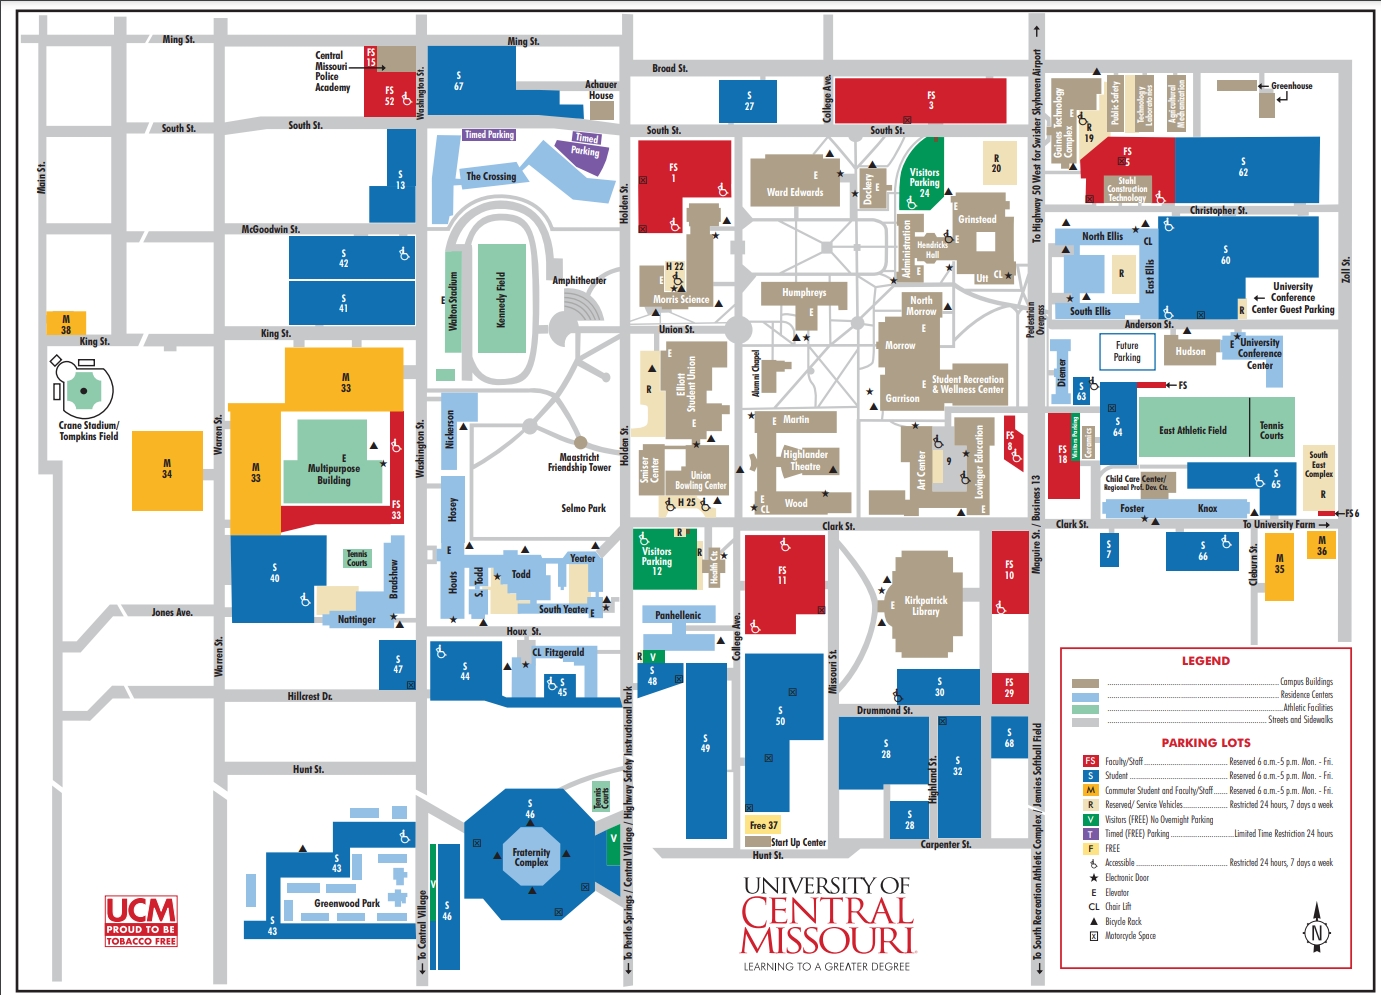 Ming St.
Ming St.
Central
Missouri
Police
Academy
FS
15
FS
52
Washington St.
S
67
Achauer
House
Broad St.
S
27
College Ave.
FS
3
To Highway 50 West for Swisher Skyhaven Airport
Gaines Technology
Complex
E
R
19
Public Safety
Technology
Laboratories
Agricultural
Mechanization
Greenhouse
South St.
South St.
South St.
South St.
Main St.
S
13
Timed Parking
Timed
Parking
The Crossing
Holden St.
FS
1
Ward Edwards
E
Dockery
E
Visitors
Parking
24
R
20
FS
5
Stahl
Construction
Technology
S
62
Christopher St.
McGoodwin St.
S
42
S
41
Walton Stadium
E
Kennedy Field
Amphitheater
H 22
E
Morris Science
Administration
E
Hendricks
Hall
E
Grinstead
E
Utt
CL
North Ellis
CL
East Ellis
R
South Ellis
S
60
R
University
Conference
Center Guest Parking
Zoll St.
Anderson St.
M
38
King St.
King St.
Union St.
Humphreys
E
North
Morrow
E
Morrow
E
Garrison
Student Recreation
& Wellness Center
Pedestrian
Overpass
Future
Parking
Hudson
E
University
Conference
Center
Diemer
S
63
FS
Crane Stadium/
Tompkins Field
M
33
Warren St.
M
34
M
33
E
Multipurpose
Building
FS
33
Washington St.
Nickerson
Maastricht
Friendship Tower
Holden St.
E
R
Elliott
Student Union
E
Alumni Chapel
Martin
Highlander
Theatre
E
CL
Wood
Smiser
Center
Union
Bowling Center
H 25
Art Center
9
Lovinger Education
E
FS
8
FS
18
Visitors Parking
Ceramics
S
64
East Athletic Field
Tennis
Courts
South
East
Complex
R
Child Care Center/
Regional Prof. Dev. Ctr.
S
65
Foster
Knox
FS 6
Hosey
E
Selmo Park
Clark St.
Clark St.
To University Farm
Maguire St. / Business 13
S
40
Tennis
Courts
Bradshaw
Nattinger
Houts
S. Todd
Todd
Yeater
South Yeater
E
Visitors
Parking
12
R
R
Health Ctr.
FS
11
E
Kirkpatrick
Library
FS
10
S
7
S
66
Cleburn St.
M
35
M
36
Jones Ave.
Warren St.
Houx St.
Panhellenic
College Ave.
Missouri St.
S
47
S
44
CL Fitzgerald
S
45
R
V
S
48
Hillcrest Dr.
S
49
S
50
S
30
FS
29
Drummond St.
S
28
Highland St.
S
32
S
68
S
28
Hunt St.
Tennis
Courts
S
46
Fraternity
Complex
V
Free 37
Start Up Center
Hunt St.
Carpenter St.
S
43
Greenwood Park
S
43
V
S
46
To Central Village
To Pertle Springs / Central Village / Highway Safety Instructional Park
To South Recreation Athletic Complex / Jennies Softball Field
UCM
PROUD TO BE
TOBACCO FREE
UNIVERSITY OF
CENTRAL
MISSOURI
LEARNING TO A GREATER DEGREE
LEGEND
Campus Buildings
Residence Centers
Athletic Facilities
Streets and Sidewalks
PARKING LOTS
FS Faculty/Staff Reserved 6 a.m.-5 p.m. Mon. - Fri.
S Student Reserved 6 a.m.-5 p.m. Mon. - Fri.
M Commuter Student and Faculty/Staff Reserved 6 a.m.-5 p.m. Mon. - Fri.
R Reserved/ Service Vehicles Restricted 24 hours, 7 days a week
V Visitors (FREE) No Overnight Parking
T Timed (FREE) Parking Limited Time Restriction 24 hours
F FREE
Accessible Restricted 24 hours, 7 days a week
Electronic Door
E Elevator
CL Chair Lift
Bicycle Rack
Motorcycle Space
N